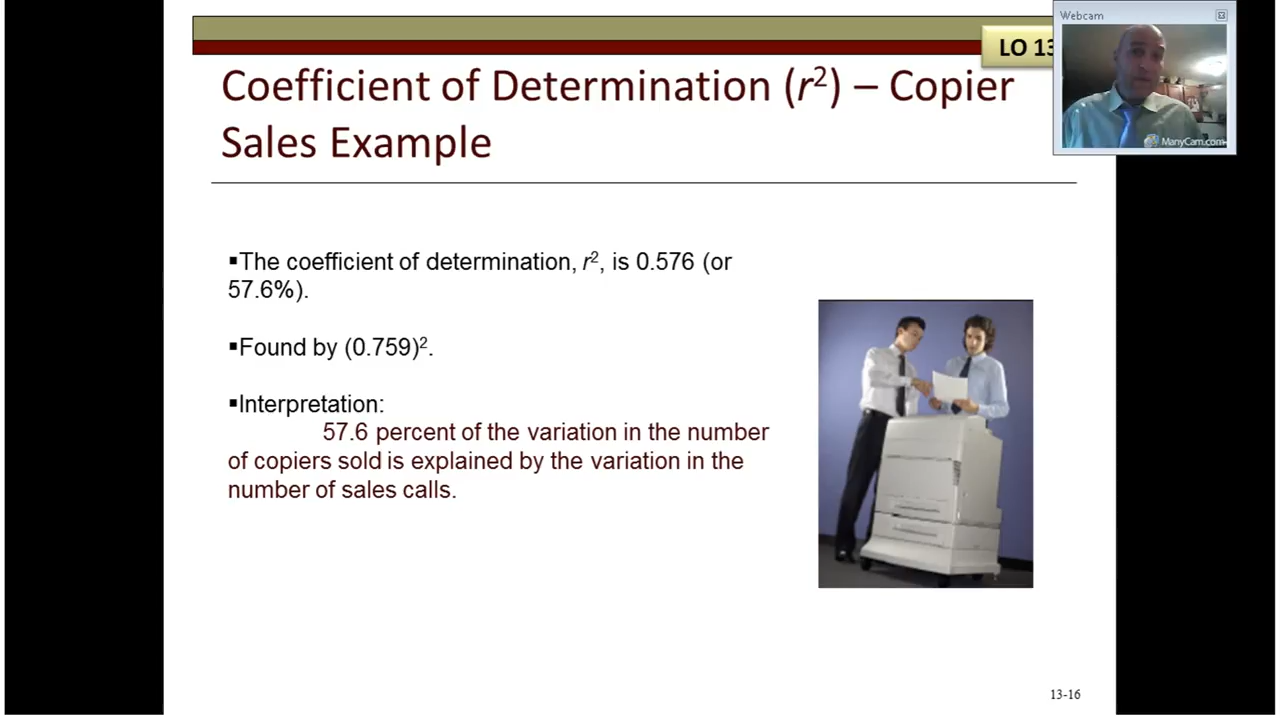 Webcam
LO 13
Coefficient of Determination (r²) – Copier
Sales Example
ManyCam.com
▪The coefficient of determination, r², is 0.576 (or
57.6%).
▪Found by (0.759)².
▪Interpretation:
57.6 percent of the variation in the number
of copiers sold is explained by the variation in the
number of sales calls.
13-16